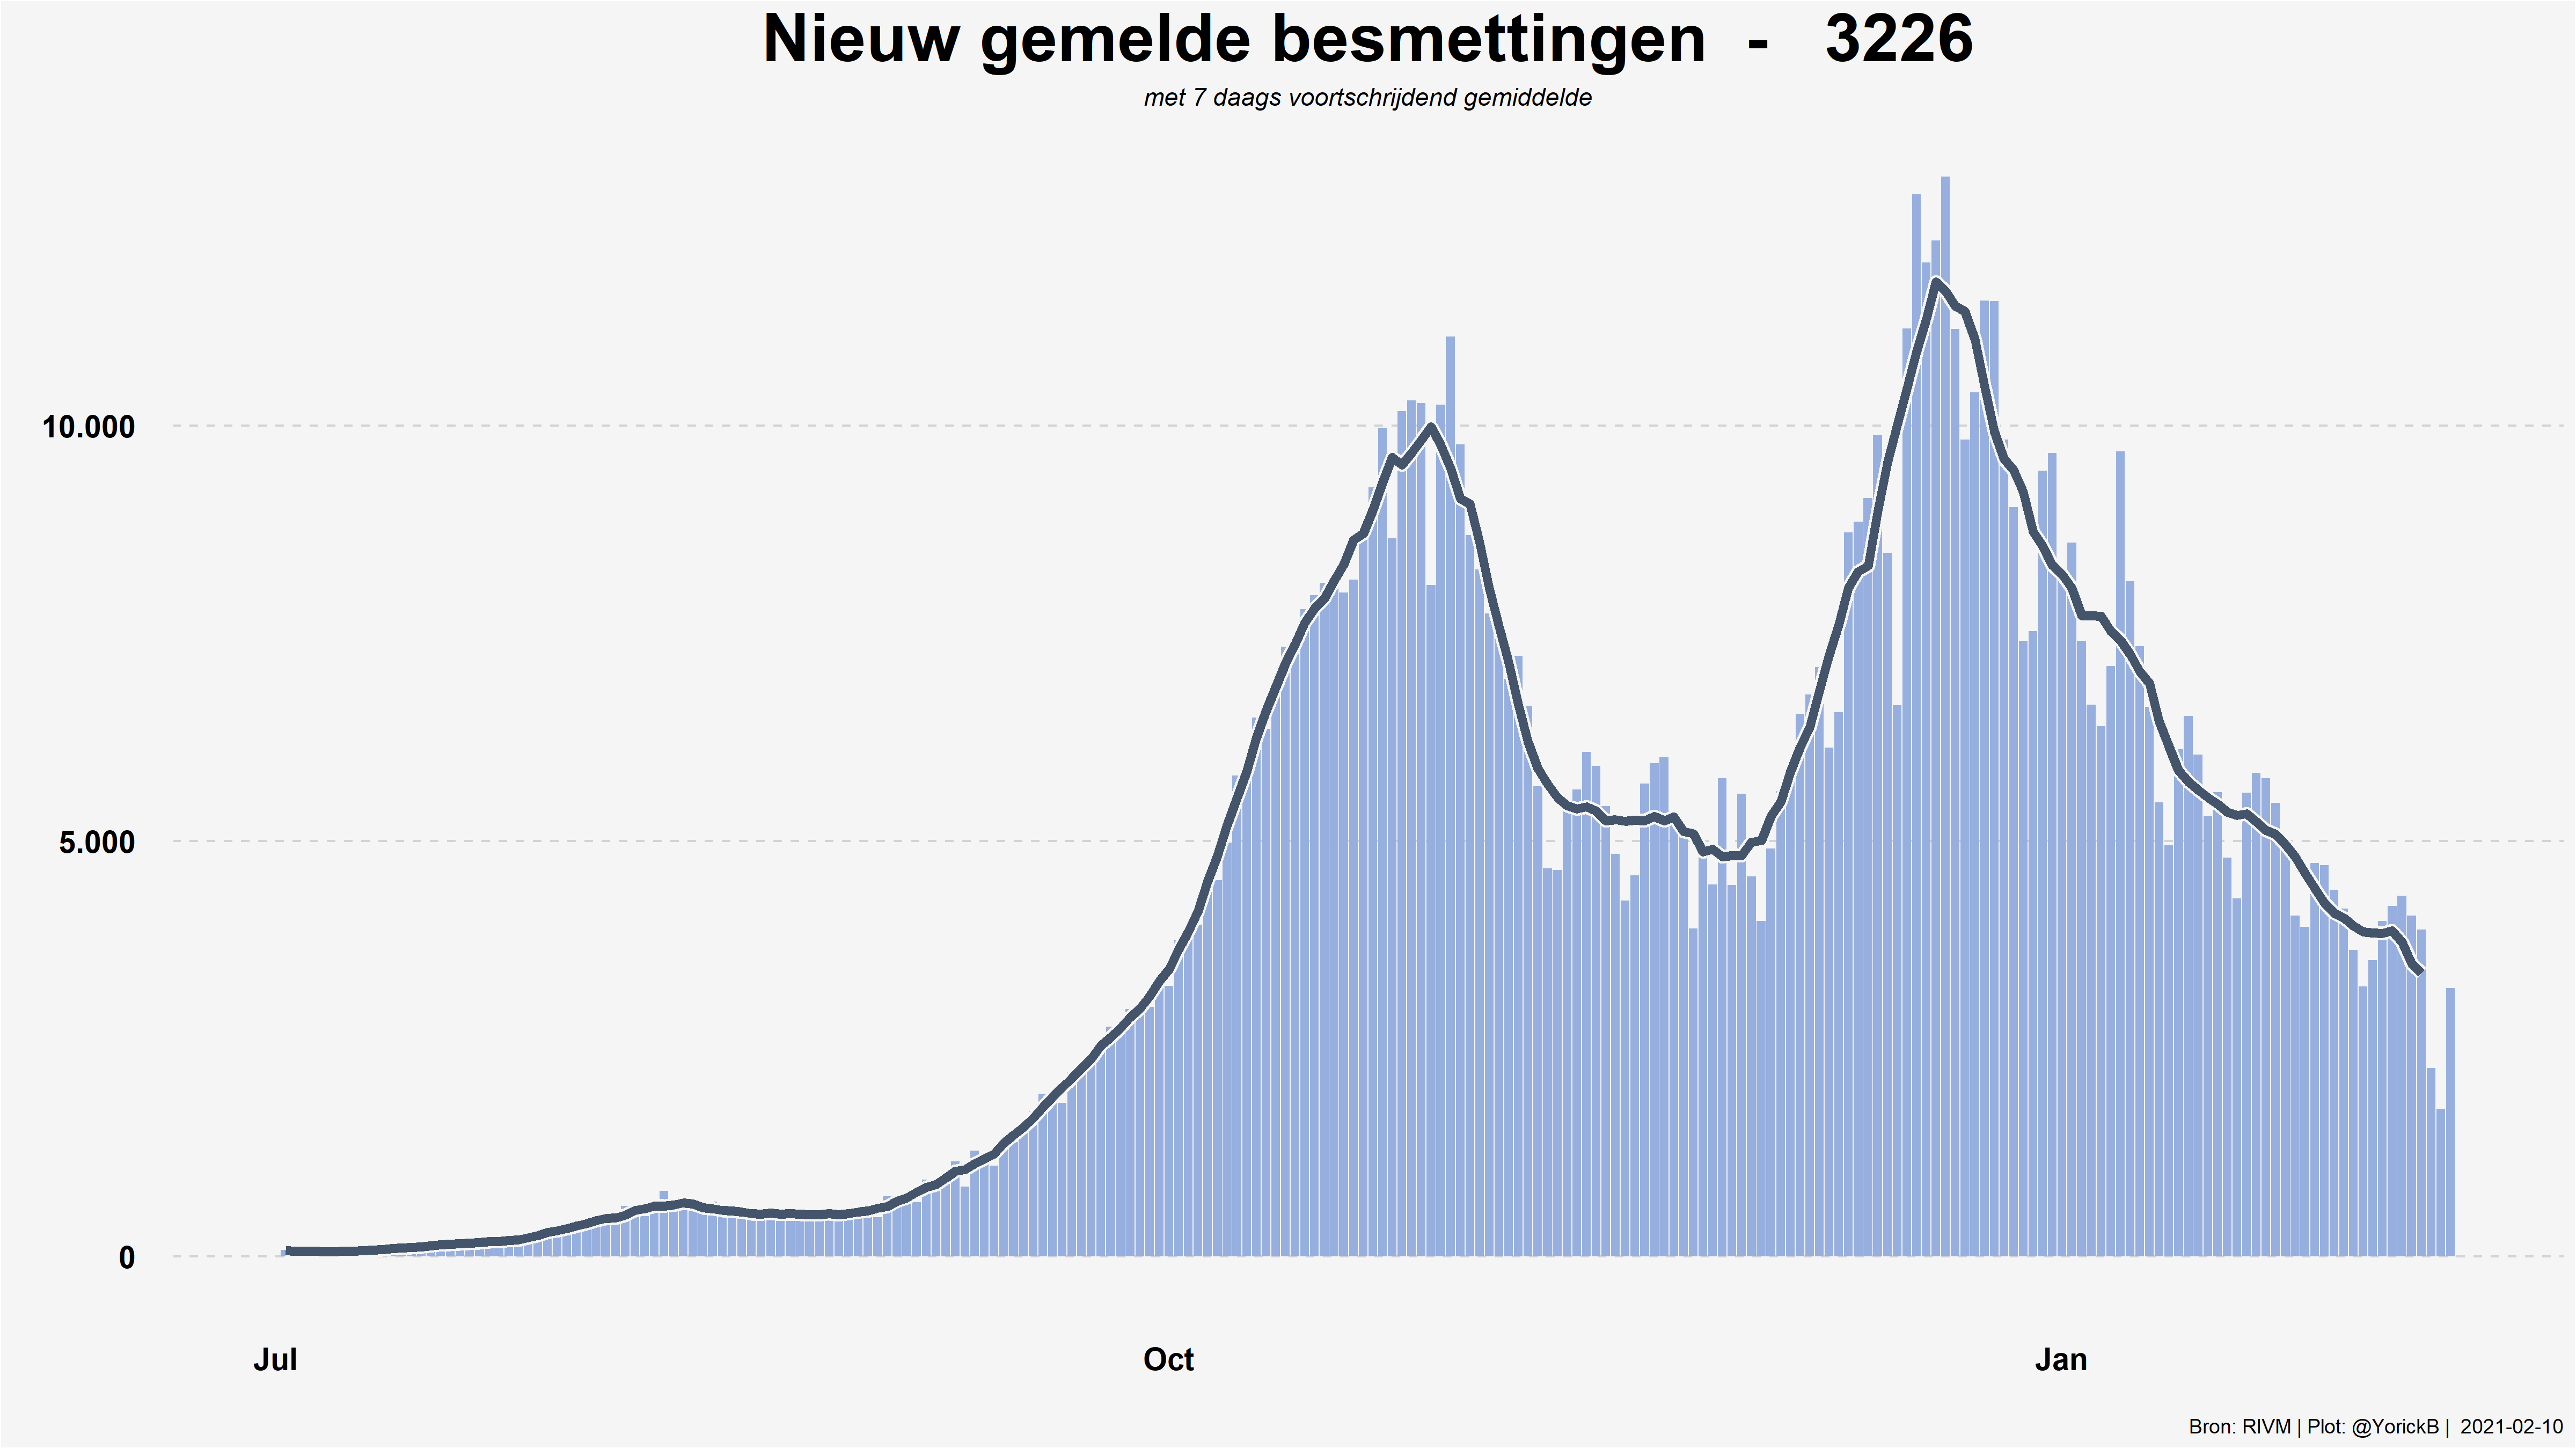 Nieuw gemelde besmettingen - 3226
met 7 daags voortschrijdend gemiddelde
10.000
5.000
0
Jul Oct Jan
Bron: RIVM | Plot: @YorickB | 2021-02-10